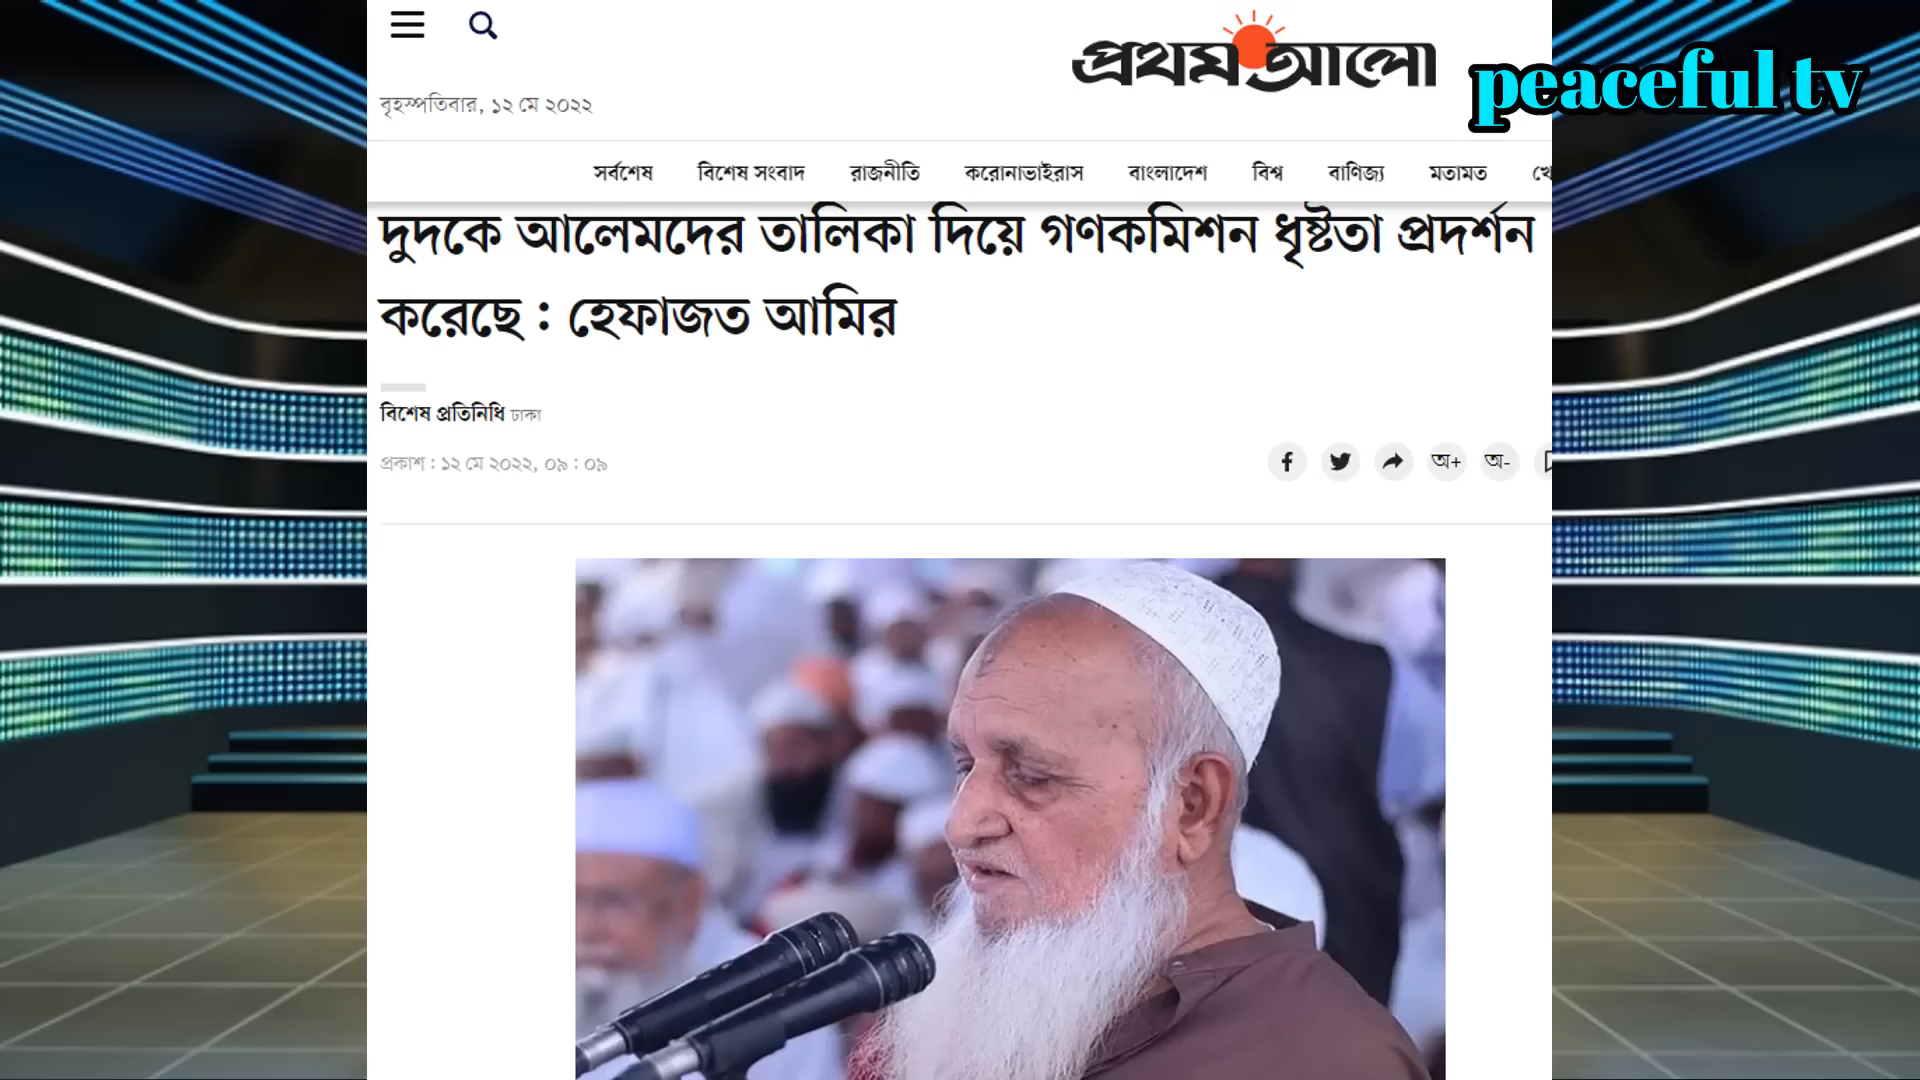 প্রথম আলো
peaceful tv
বৃহস্পতিবার, ১২ মে ২০২২
সর্বশেষ বিশেষ সংবাদ রাজনীতি করোনাভাইরাস বাংলাদেশ বিশ্ব বাণিজ্য মতামত খে
দুদকে আলেমদের তালিকা দিয়ে গণকমিশন ধৃষ্টতা প্রদর্শন
করেছে : হেফাজত আমির
বিশেষ প্রতিনিধি ঢাকা
প্রকাশ : ১২ মে ২০২২, ০৯ : ০৯
অ+ অ-